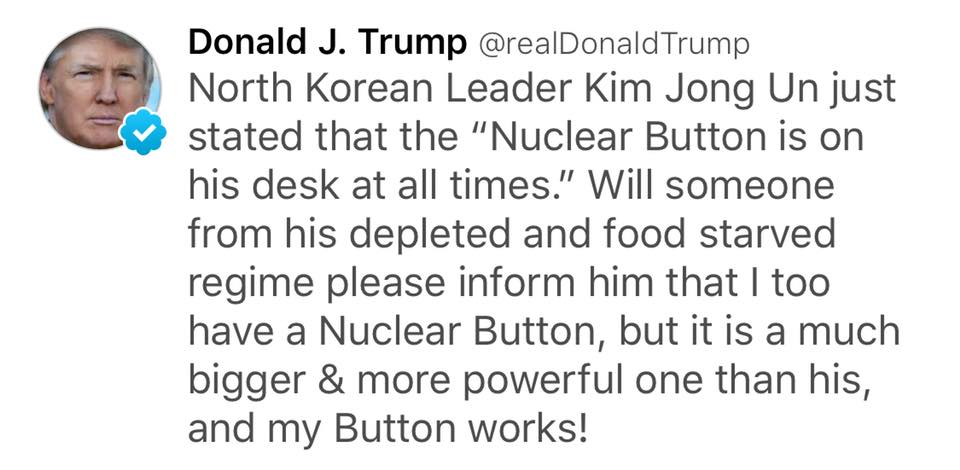 Donald J. Trump @realDonaldTrump
North Korean Leader Kim Jong Un just
stated that the “Nuclear Button is on
his desk at all times.” Will someone
from his depleted and food starved
regime please inform him that I too
have a Nuclear Button, but it is a much
bigger & more powerful one than his,
and my Button works!